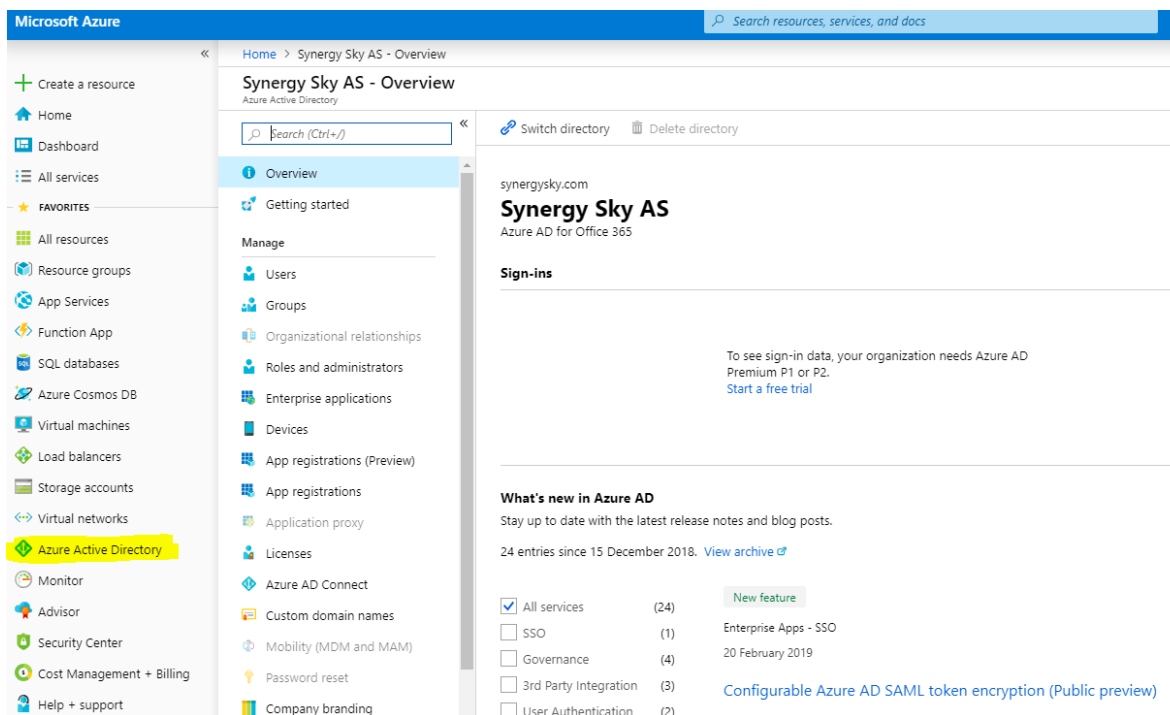 Microsoft Azure
Search resources, services, and docs
«
Create a resource
Home
Dashboard
All services
FAVORITES
All resources
Resource groups
App Services
Function App
SQL databases
Azure Cosmos DB
Virtual machines
Load balancers
Storage accounts
Virtual networks
Azure Active Directory
Monitor
Advisor
Security Center
Cost Management + Billing
Help + support
Home > Synergy Sky AS - Overview
Synergy Sky AS - Overview
Azure Active Directory
Search (Ctrl+/)
«
Overview
Getting started
Manage
Users
Groups
Organizational relationships
Roles and administrators
Enterprise applications
Devices
App registrations (Preview)
App registrations
Application proxy
Licenses
Azure AD Connect
Custom domain names
Mobility (MDM and MAM)
Password reset
Company branding
Switch directory
Delete directory
synergysky.com
Synergy Sky AS
Azure AD for Office 365
Sign-ins
To see sign-in data, your organization needs Azure AD
Premium P1 or P2.
Start a free trial
What's new in Azure AD
Stay up to date with the latest release notes and blog posts.
24 entries since 15 December 2018. View archive
All services (24)
SSO (1)
Governance (4)
3rd Party Integration (3)
User Authentication (2)
New feature
Enterprise Apps - SSO
20 February 2019
Configurable Azure AD SAML token encryption (Public preview)